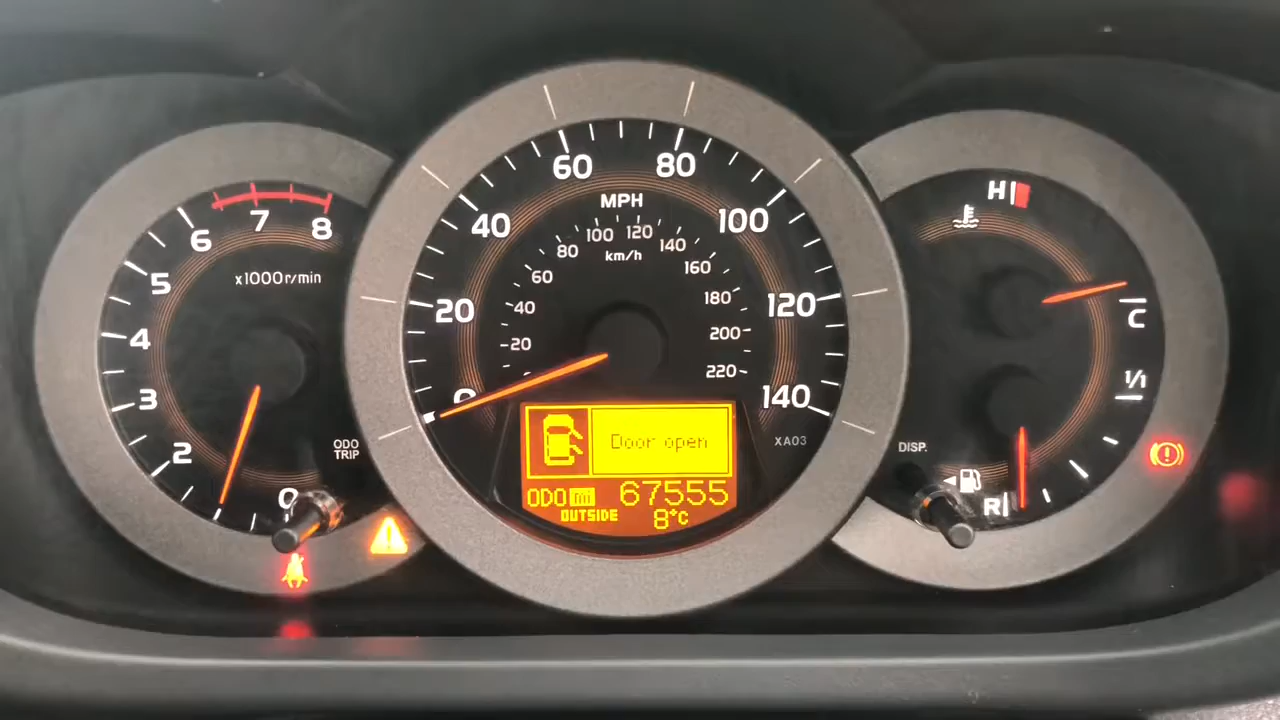 0
2
3
4
5
6
7
8
x1000r/min
ODO
TRIP
0
20
40
60
80
100
120
140
MPH
20
40
60
80
100
120
140
160
180
200
220
km/h
XA03
Door open
ODO m 67555
OUTSIDE 8°C
H
C
1/1
R
DISP.